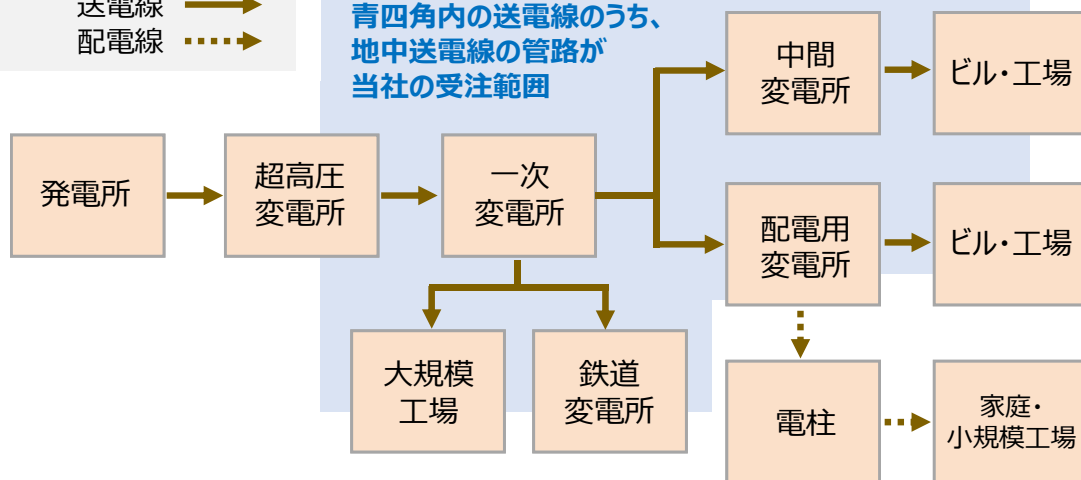 送電線
配電線
青四角内の送電線のうち、
地中送電線の管路が
当社の受注範囲
中間
変電所
ビル・工場
発電所
超高圧
変電所
一次
変電所
配電用
変電所
ビル・工場
大規模
工場
鉄道
変電所
電柱
家庭・
小規模工場